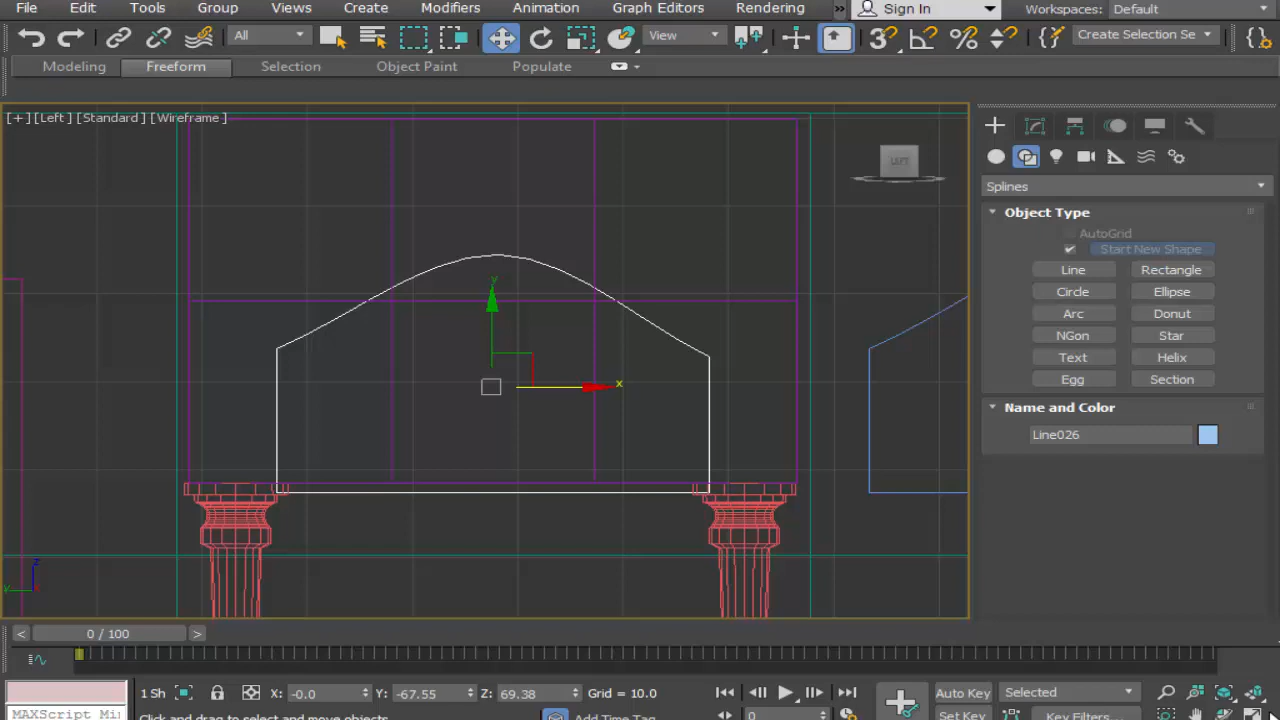 File Edit Tools Group Views Create Modifiers Animation Graph Editors Rendering » Sign In Workspaces: Default
All View Create Selection Se
Modeling Freeform Selection Object Paint Populate
[+] [Left ] [Standard ] [Wireframe ]
LEFT
Splines
Object Type
AutoGrid
Start New Shape
Line Rectangle
Circle Ellipse
Arc Donut
NGon Star
Text Helix
Egg Section
Name and Color
Line026
y
x
z
y
< 0 / 100 >
1 Sh X: -0.0 Y: -67.55 Z: 69.38 Grid = 10.0 Auto Key Selected
MAXScript Mi Click and drag to select and move objects Add Time Tag 0 Set Key Key Filters...